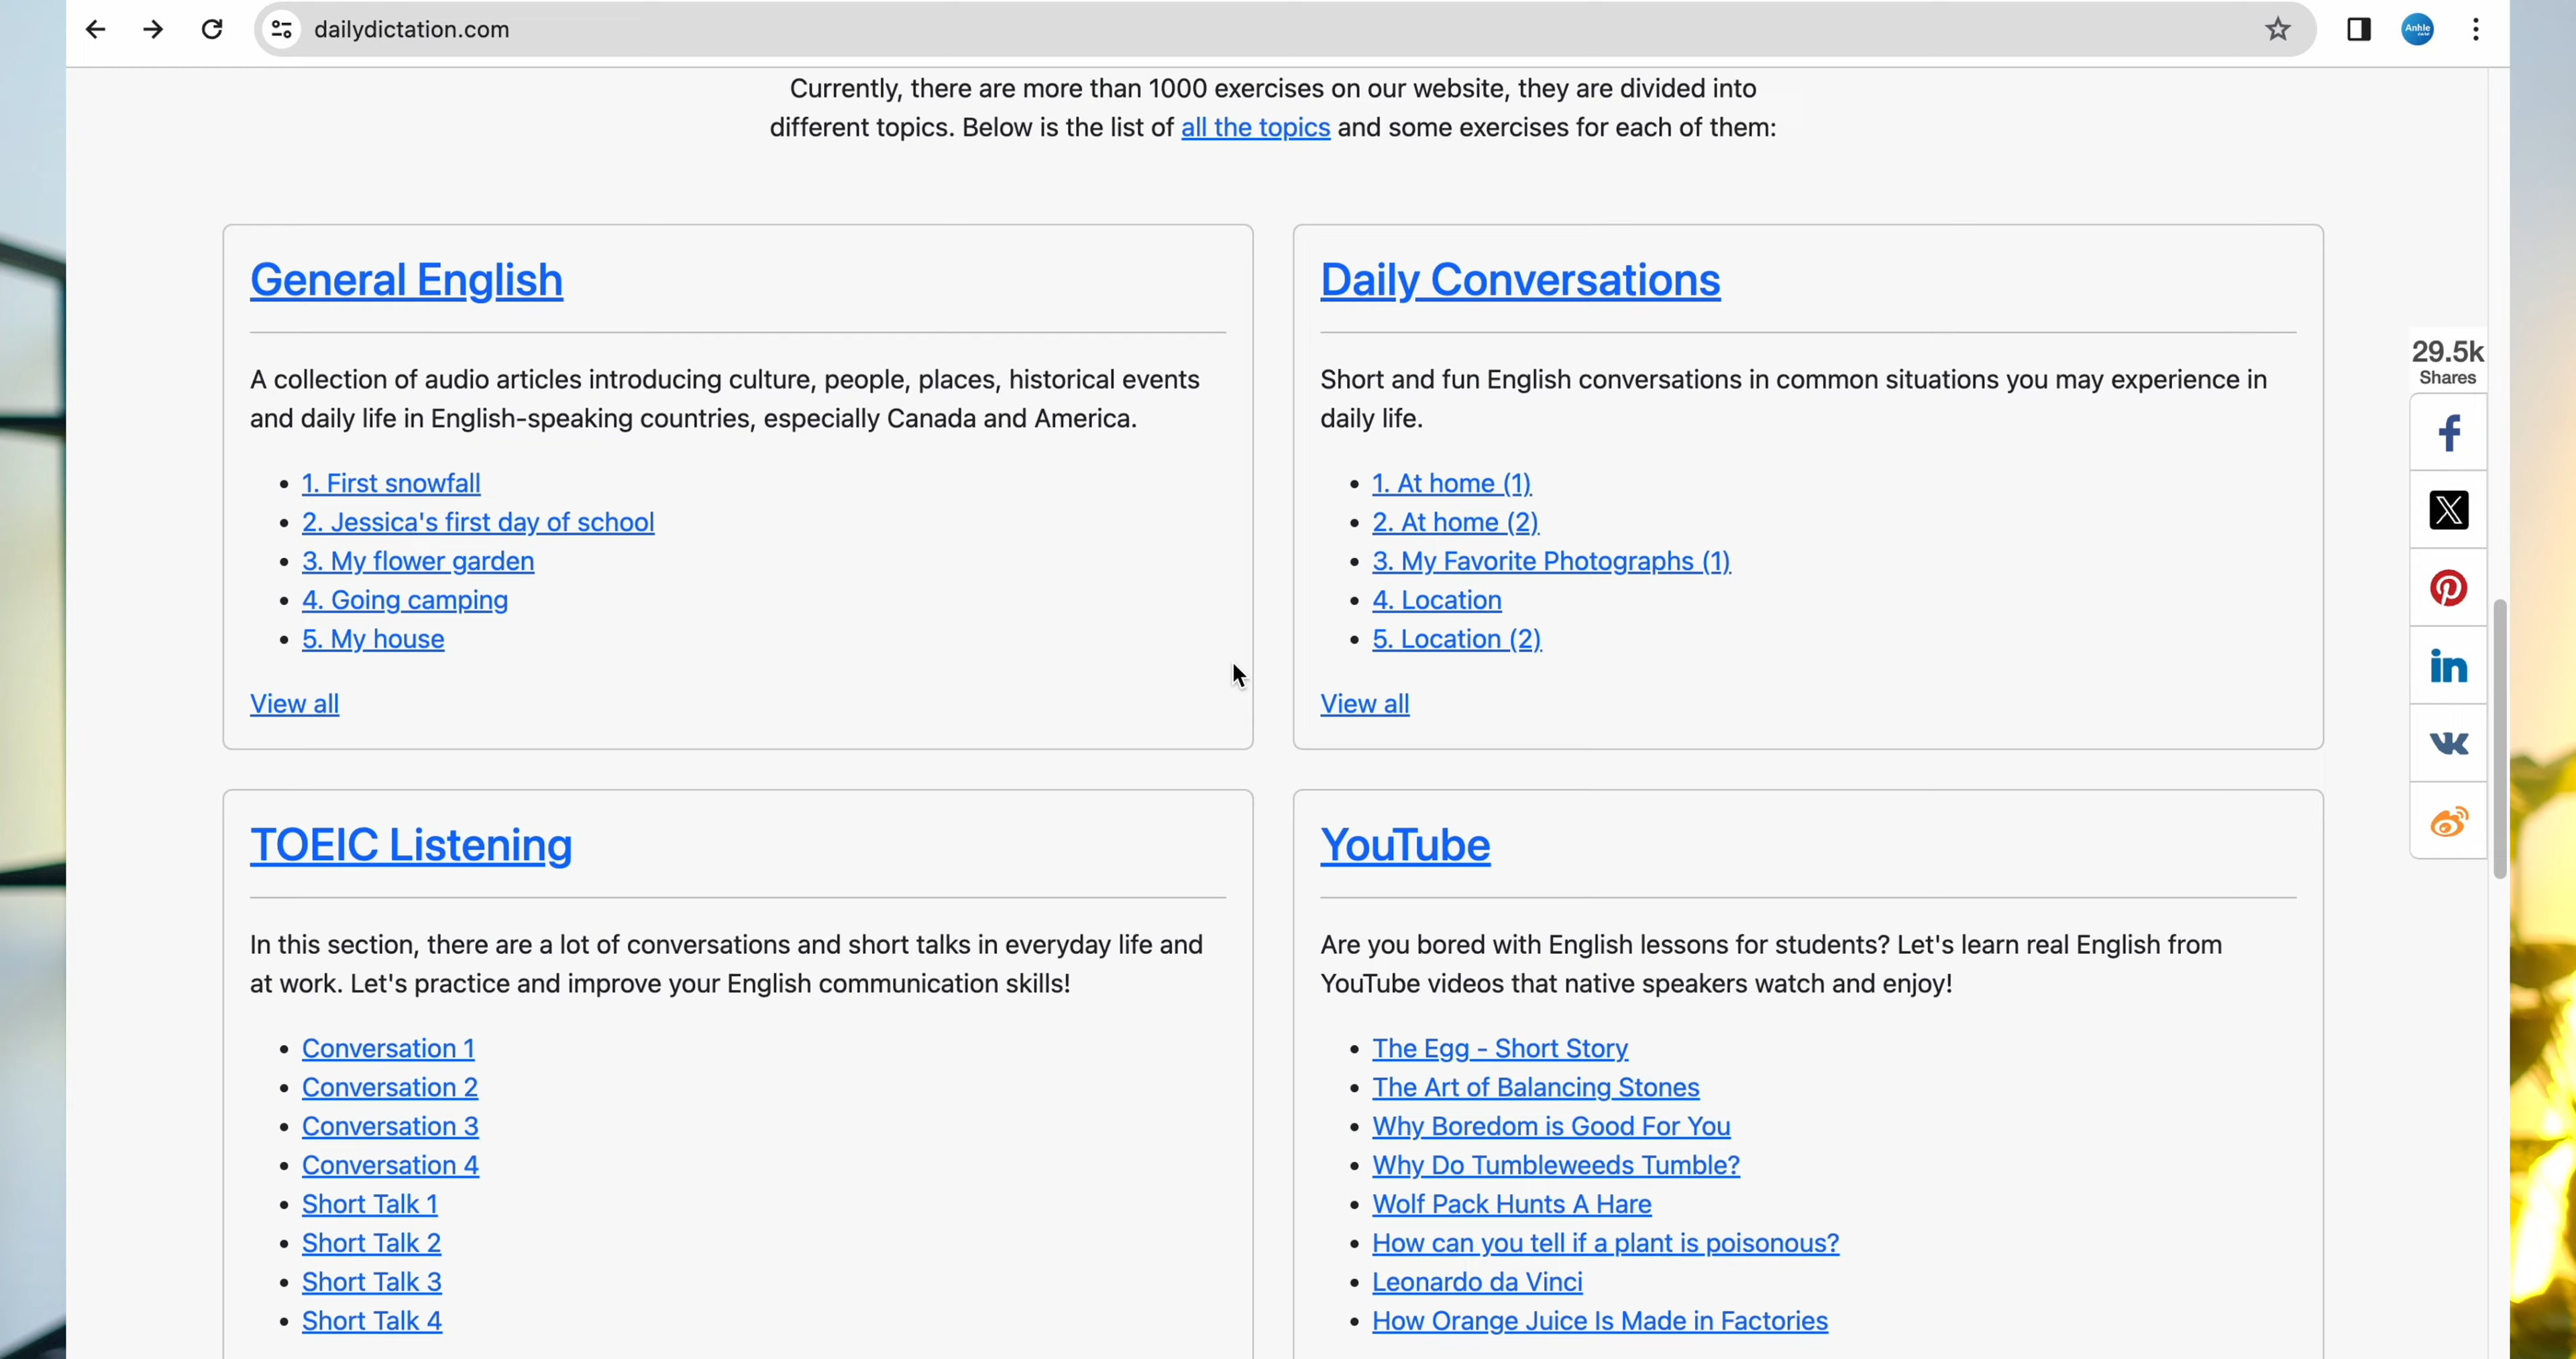 dailydictation.com
Anhle
Currently, there are more than 1000 exercises on our website, they are divided into
different topics. Below is the list of all the topics and some exercises for each of them:
General English
A collection of audio articles introducing culture, people, places, historical events
and daily life in English-speaking countries, especially Canada and America.
1. First snowfall
2. Jessica's first day of school
3. My flower garden
4. Going camping
5. My house
View all
Daily Conversations
Short and fun English conversations in common situations you may experience in
daily life.
1. At home (1)
2. At home (2)
3. My Favorite Photographs (1)
4. Location
5. Location (2)
View all
29.5k
Shares
TOEIC Listening
In this section, there are a lot of conversations and short talks in everyday life and
at work. Let's practice and improve your English communication skills!
Conversation 1
Conversation 2
Conversation 3
Conversation 4
Short Talk 1
Short Talk 2
Short Talk 3
Short Talk 4
YouTube
Are you bored with English lessons for students? Let's learn real English from
YouTube videos that native speakers watch and enjoy!
The Egg - Short Story
The Art of Balancing Stones
Why Boredom is Good For You
Why Do Tumbleweeds Tumble?
Wolf Pack Hunts A Hare
How can you tell if a plant is poisonous?
Leonardo da Vinci
How Orange Juice Is Made in Factories